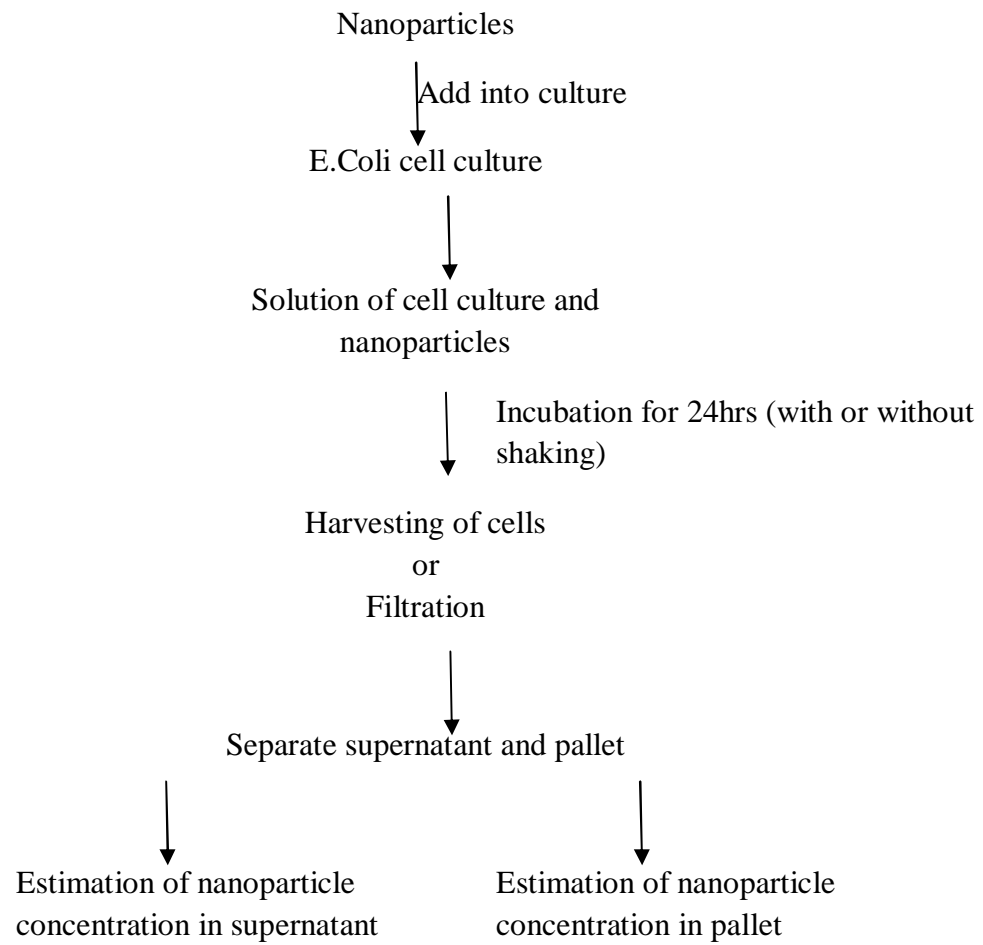 Nanoparticles
Add into culture
E.Coli cell culture
Solution of cell culture and
nanoparticles
Incubation for 24hrs (with or without
shaking)
Harvesting of cells
or
Filtration
Separate supernatant and pallet
Estimation of nanoparticle
concentration in supernatant
Estimation of nanoparticle
concentration in pallet